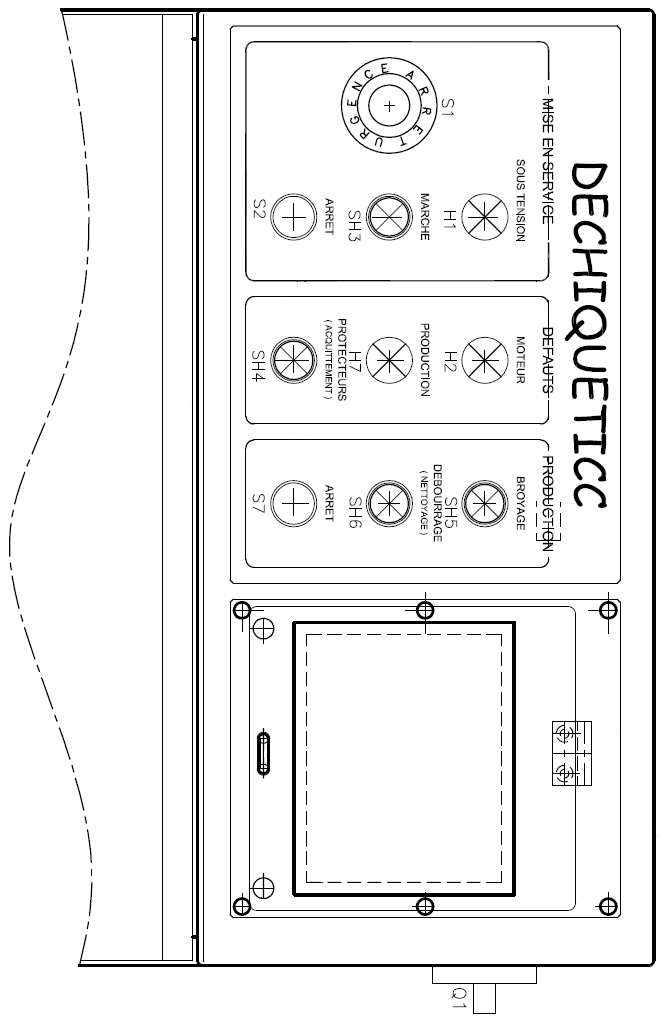 DECHIQUETICC
MISE EN SERVICE
ARRET URGENCE
S1
SOUS TENSION
H1
MARCHE
SH3
ARRET
S2
DEFAUTS
MOTEUR
H2
PRODUCTION
H7
PROTECTEURS
(ACQUITTEMENT)
SH4
PRODUCTION
BROYAGE
SH5
DEBOURRAGE
(NETTOYAGE)
SH6
ARRET
S7
Q1